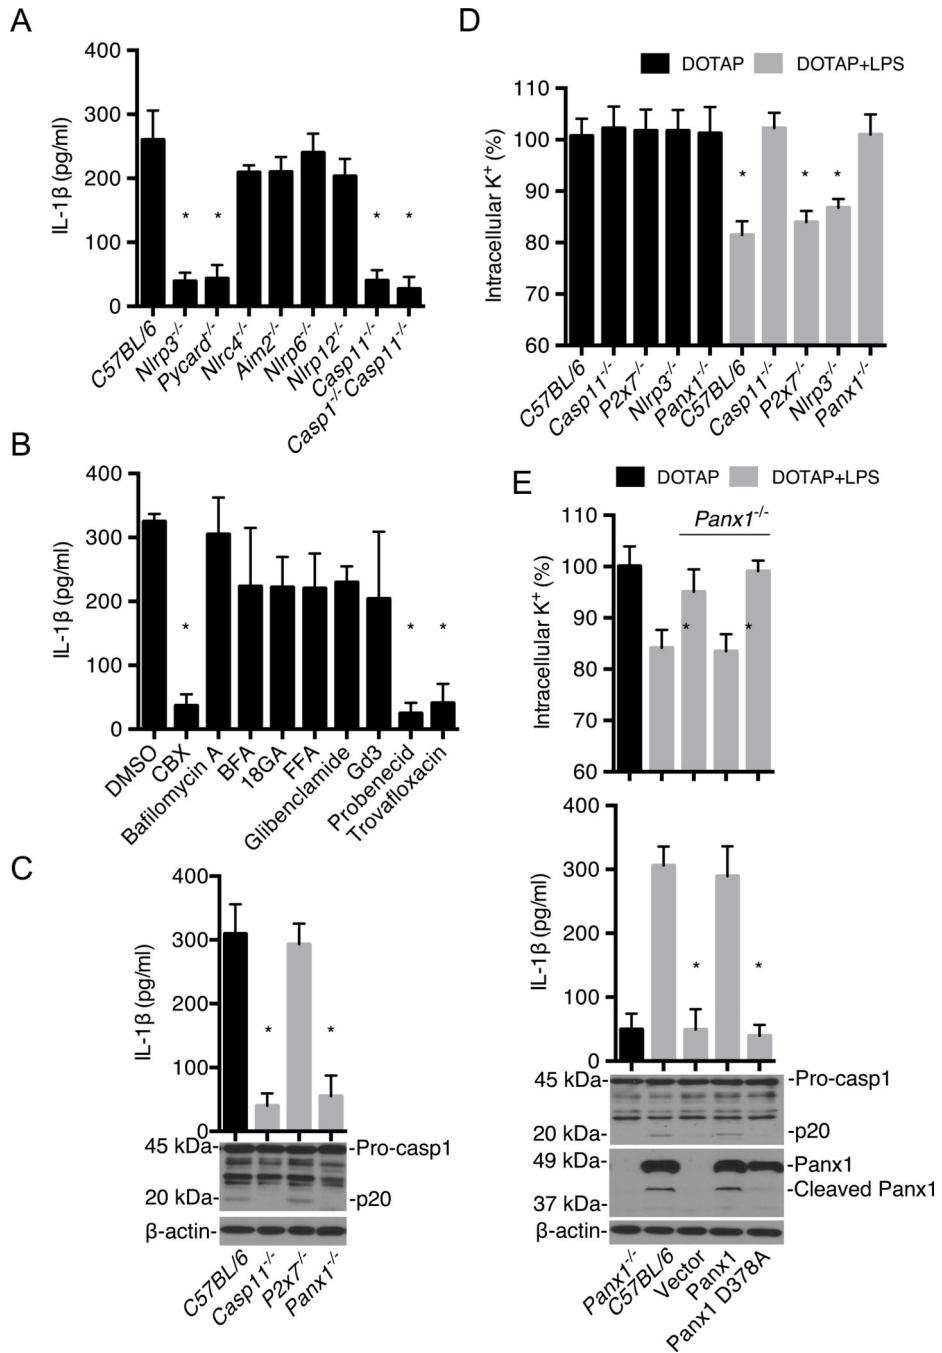 A
IL-1β (pg/ml)
400
300
200
100
0
* * * *
C57BL/6
Nlrp3-/-
Pycard-/-
Nlrc4-/-
Aim2-/-
Nlrp6-/-
Nlrp12-/-
Casp11-/-
Casp1-/-Casp11-/-
B
IL-1β (pg/ml)
400
300
200
100
0
* * *
DMSO
CBX
Bafilomycin A
BFA
18GA
FFA
Glibenclamide
Gd3
Probenecid
Trovafloxacin
C
IL-1β (pg/ml)
400
300
200
100
0
* *
45 kDa-
-Pro-casp1
20 kDa-
-p20
β-actin-
C57BL/6
Casp11-/-
P2x7-/-
Panx1-/-
D
DOTAP DOTAP+LPS
Intracellular K+ (%)
110
100
90
80
70
60
* * *
C57BL/6
Casp11-/-
P2x7-/-
Nlrp3-/-
Panx1-/-
C57BL/6
Casp11-/-
P2x7-/-
Nlrp3-/-
Panx1-/-
E
DOTAP DOTAP+LPS
Panx1-/-
Intracellular K+ (%)
110
100
90
80
70
60
* *
IL-1β (pg/ml)
400
300
200
100
0
* *
45 kDa-
-Pro-casp1
20 kDa-
-p20
49 kDa-
-Panx1
-Cleaved Panx1
37 kDa-
β-actin-
Panx1-/-
C57BL/6
Vector
Panx1
Panx1 D378A